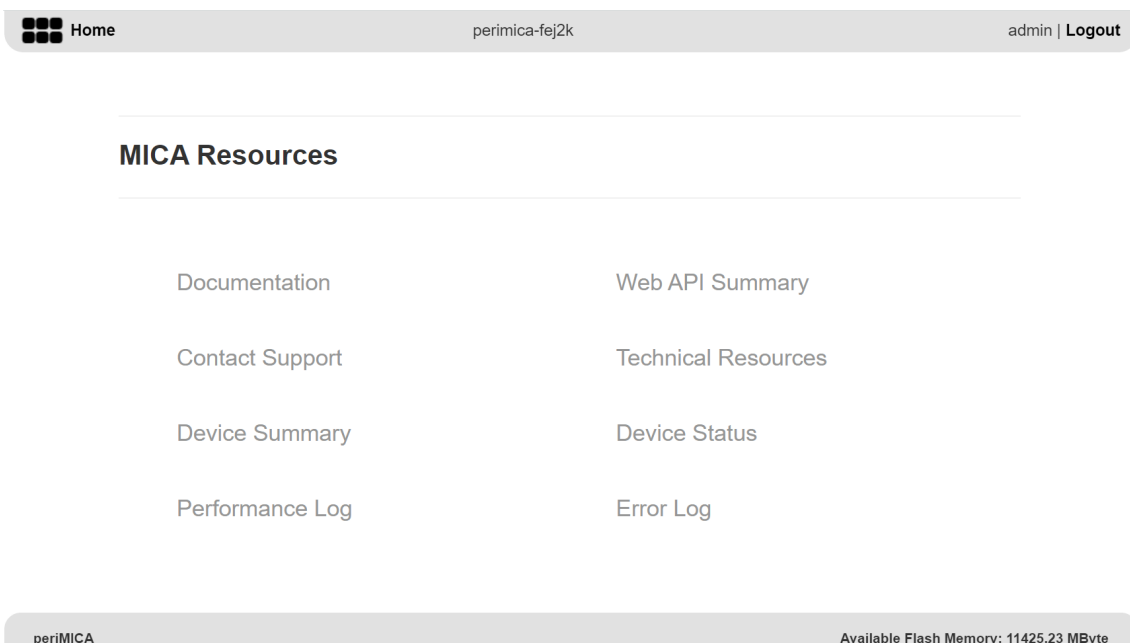 Home perimica-fej2k admin | Logout
MICA Resources
Documentation Web API Summary
Contact Support Technical Resources
Device Summary Device Status
Performance Log Error Log
periMICA Available Flash Memory: 11425.23 MByte